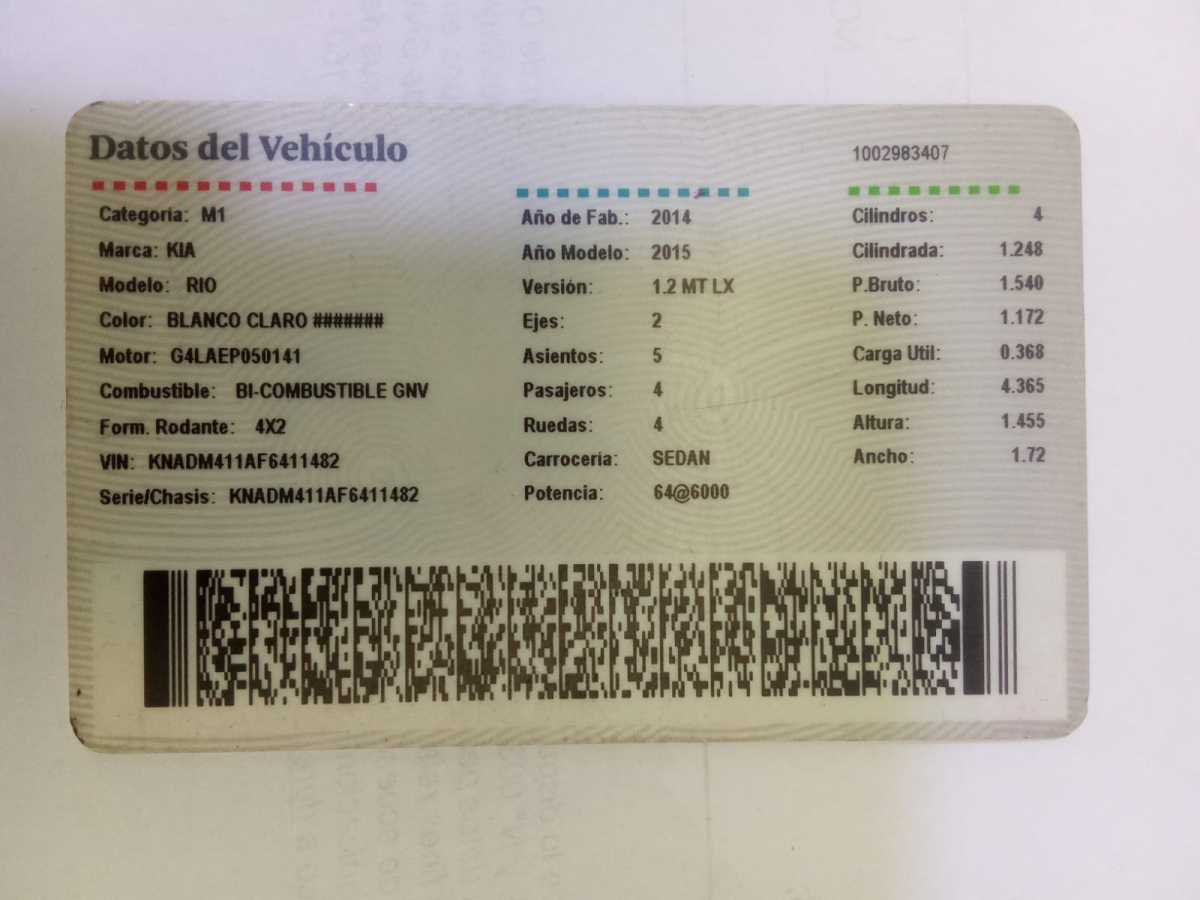 Datos del Vehículo
1002983407
Categoría: M1
Marca: KIA
Modelo: RIO
Color: BLANCO CLARO #######
Motor: G4LAEP050141
Combustible: BI-COMBUSTIBLE GNV
Form. Rodante: 4X2
VIN: KNADM411AF6411482
Serie/Chasis: KNADM411AF6411482
Año de Fab.: 2014
Año Modelo: 2015
Versión: 1.2 MT LX
Ejes: 2
Asientos: 5
Pasajeros: 4
Ruedas: 4
Carrocería: SEDAN
Potencia: 64@6000
Cilindros: 4
Cilindrada: 1.248
P.Bruto: 1.540
P. Neto: 1.172
Carga Util: 0.368
Longitud: 4.365
Altura: 1.455
Ancho: 1.72